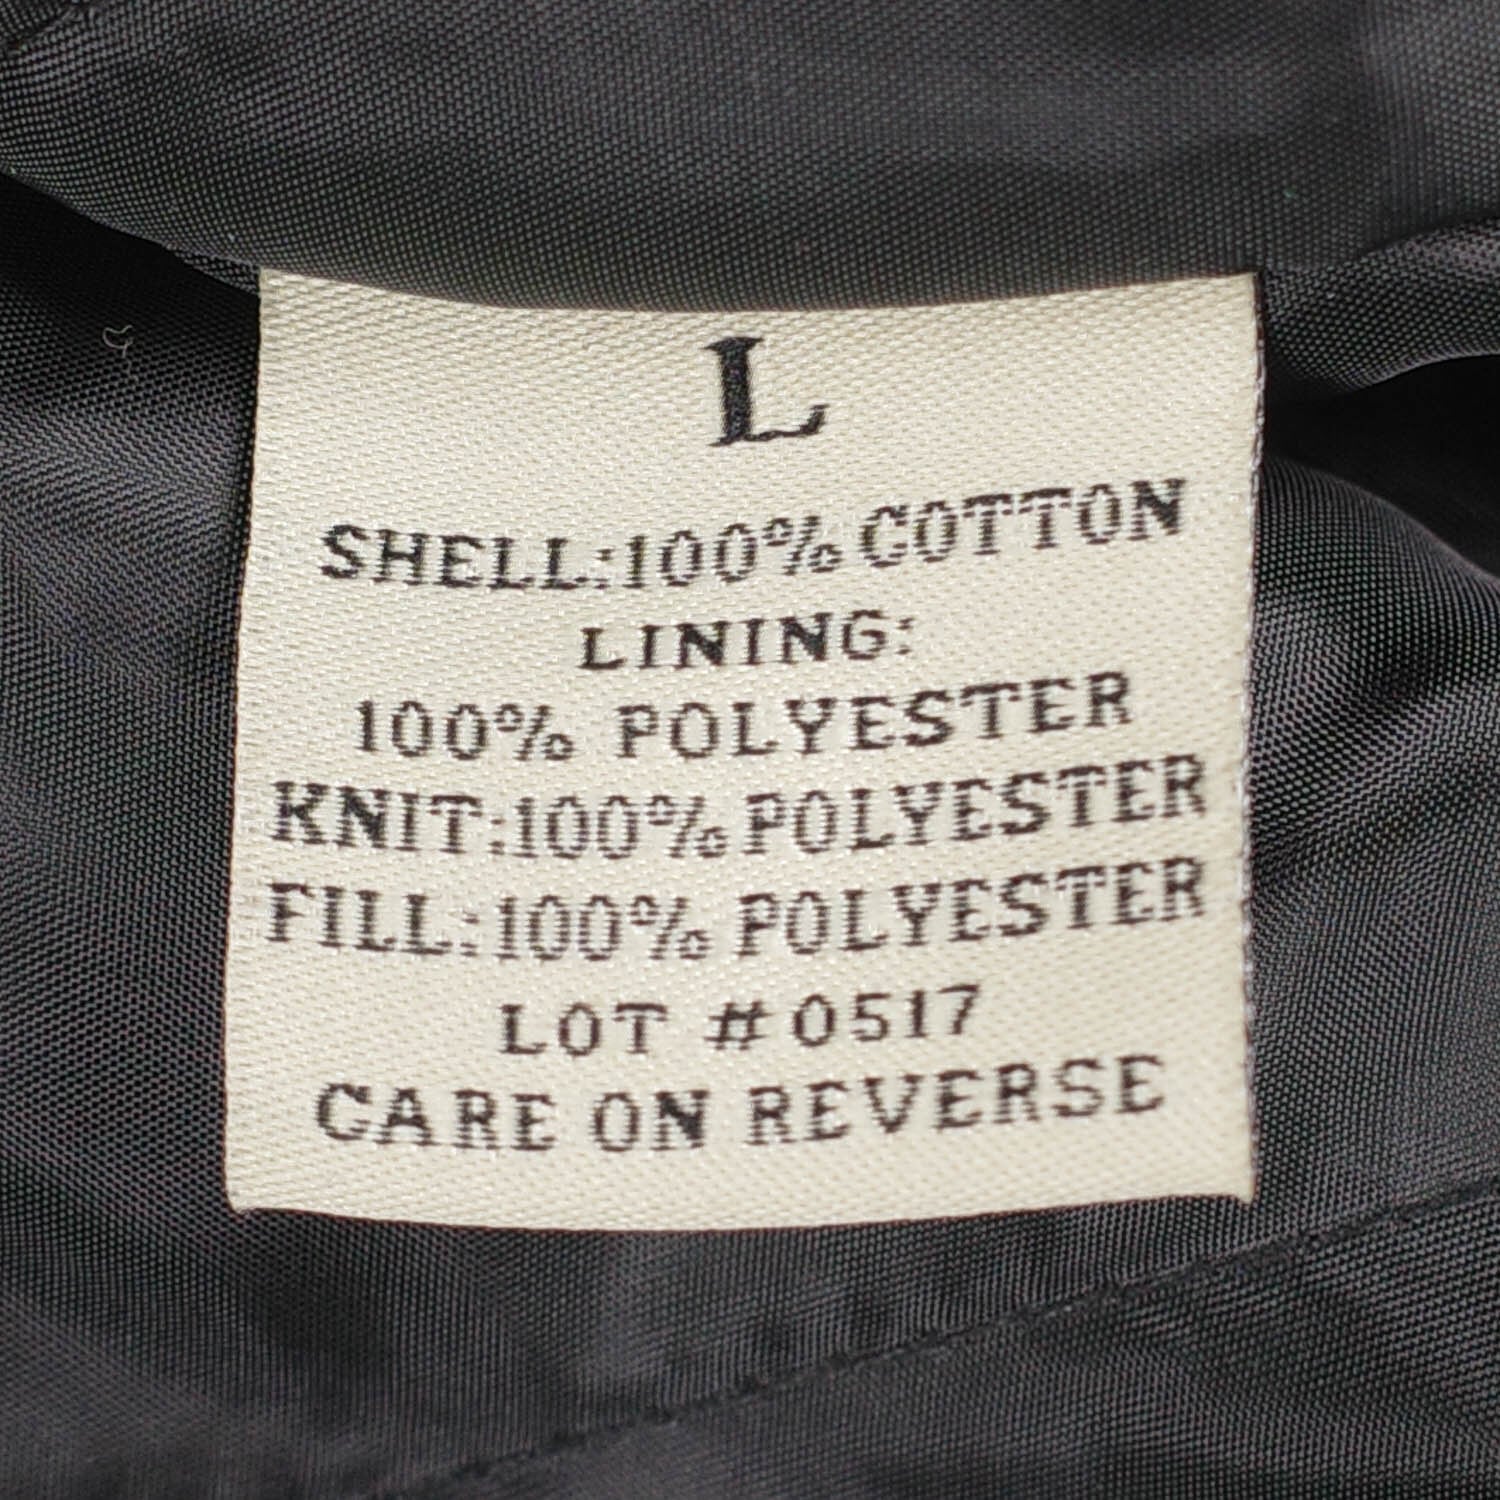 L
SHELL:100% COTTON
LINING:
100% POLYESTER
KNIT:100% POLYESTER
FILL:100% POLYESTER
LOT #0517
CARE ON REVERSE